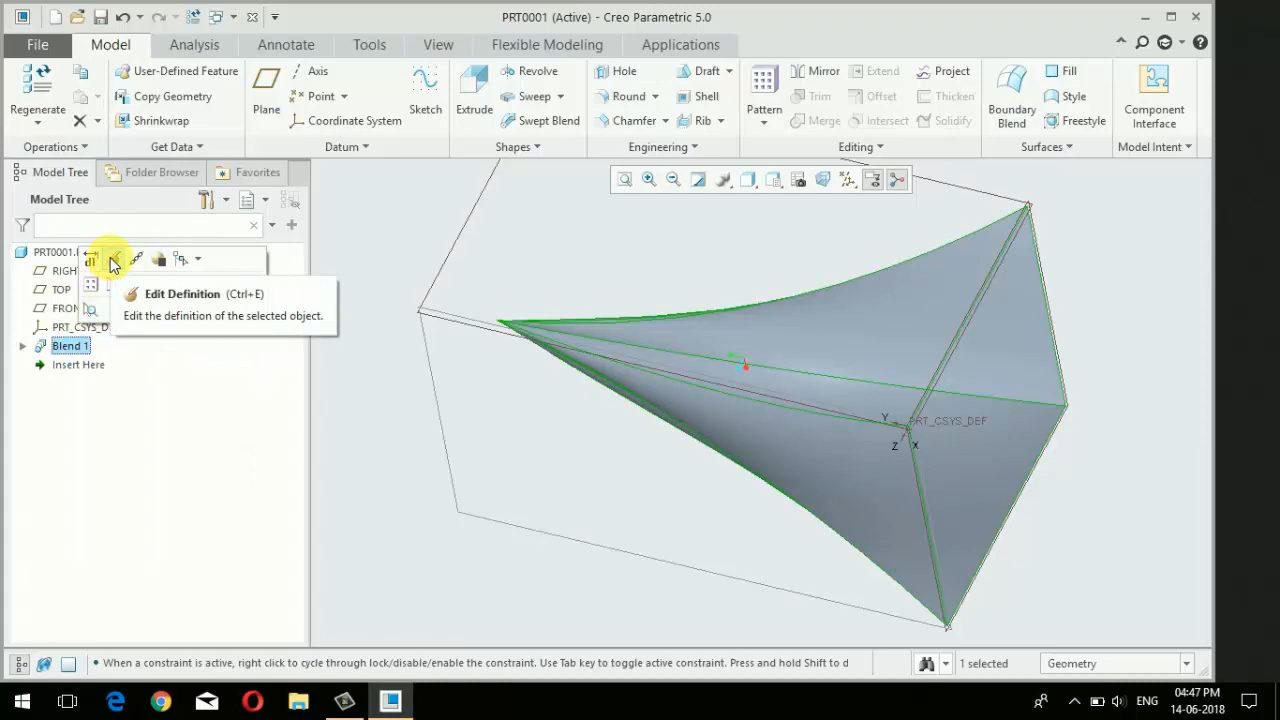 PRT0001 (Active) - Creo Parametric 5.0
File Model Analysis Annotate Tools View Flexible Modeling Applications
Regenerate
User-Defined Feature
Copy Geometry
Shrinkwrap
Plane
Axis
Point
Coordinate System
Sketch
Extrude
Revolve
Sweep
Swept Blend
Hole
Round
Chamfer
Draft
Shell
Rib
Pattern
Mirror
Trim
Merge
Extend
Offset
Intersect
Project
Thicken
Solidify
Boundary
Blend
Fill
Style
Freestyle
Component
Interface
Operations Get Data Datum Shapes Engineering Editing Surfaces Model Intent
Model Tree Folder Browser Favorites
Model Tree
PRT0001.
RIGH
TOP
FRON
PRT_CSYS_D
Blend 1
Insert Here
Edit Definition (Ctrl+E)
Edit the definition of the selected object.
Y
PRT_CSYS_DEF
Z X
• When a constraint is active, right click to cycle through lock/disable/enable the constraint. Use Tab key to toggle active constraint. Press and hold Shift to d
1 selected
Geometry
ENG
04:47 PM
14-06-2018